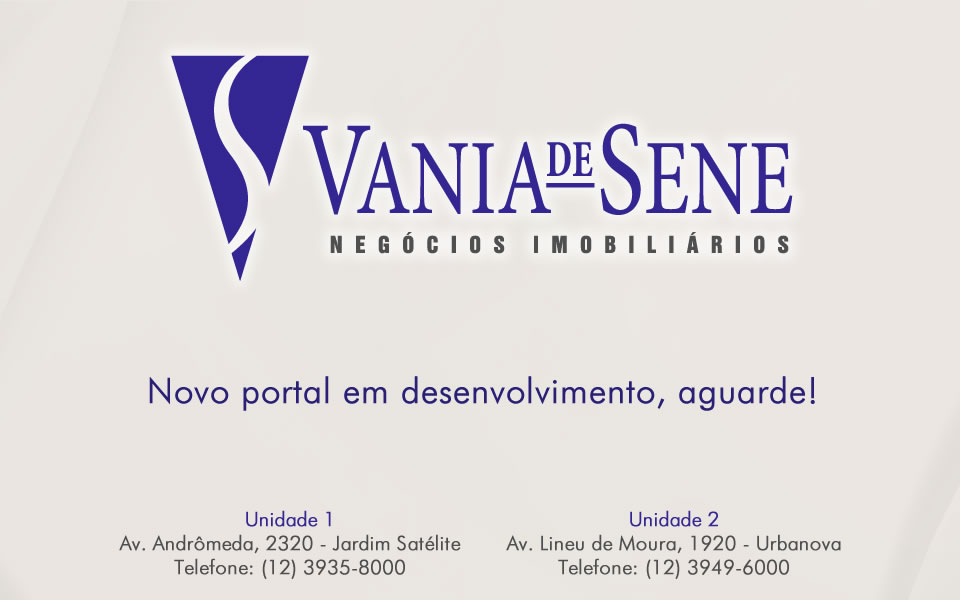 VANIA DE SENE
NEGÓCIOS IMOBILIÁRIOS
Novo portal em desenvolvimento, aguarde!
Unidade 1
Av. Andrômeda, 2320 - Jardim Satélite
Telefone: (12) 3935-8000
Unidade 2
Av. Lineu de Moura, 1920 - Urbanova
Telefone: (12) 3949-6000